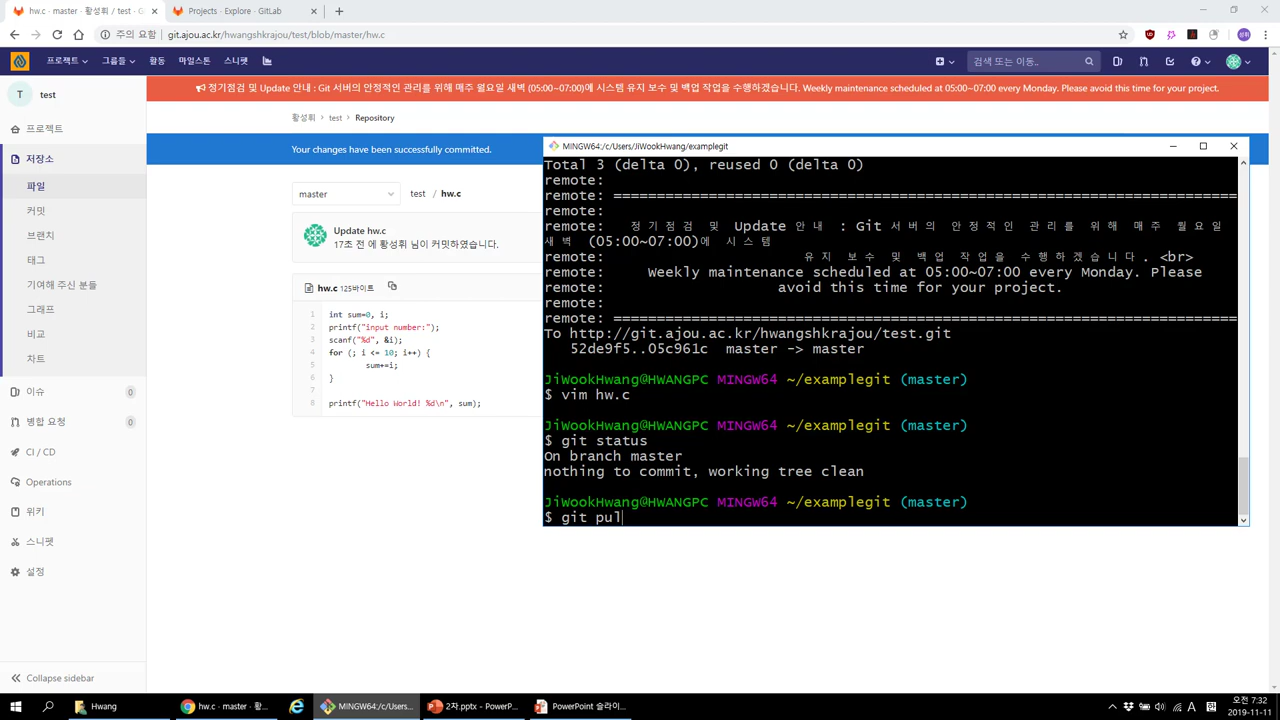 hw.c · master · 황성휘 / test · Git
Projects · Explore · GitLab
주의 요함
git.ajou.ac.kr/hwangshkrajou/test/blob/master/hw.c
프로젝트
그룹들
활동
마일스톤
스니펫
검색 또는 이동..
T
test
정기점검 및 Update 안내 : Git 서버의 안정적인 관리를 위해 매주 월요일 새벽 (05:00~07:00)에 시스템 유지 보수 및 백업 작업을 수행하겠습니다. Weekly maintenance scheduled at 05:00~07:00 every Monday. Please avoid this time for your project.
황성휘 › test › Repository
Your changes have been successfully committed.
프로젝트
저장소
파일
커밋
브랜치
태그
기여해 주신 분들
그래프
비교
차트
이슈 0
병합 요청 0
CI / CD
Operations
위키
스니펫
설정
Collapse sidebar
master
test / hw.c
Update hw.c
17초 전 에 황성휘 님이 커밋하였습니다.
hw.c 125바이트
1 int sum=0, i;
2 printf("input number:");
3 scanf("%d", &i);
4 for (; i <= 10; i++) {
5 sum+=i;
6 }
7
8 printf("Hello World! %d\n", sum);
MINGW64:/c/Users/JiWookHwang/examplegit
Total 3 (delta 0), reused 0 (delta 0)
remote:
remote: ========================================================================
remote:
remote: 정기점검 및 Update 안내 : Git 서버의 안정적인 관리를 위해 매주 월요일
새벽 (05:00~07:00)에 시스템
remote: 유지 보수 및 백업 작업을 수행하겠습니다. <br>
remote: Weekly maintenance scheduled at 05:00~07:00 every Monday. Please
remote: avoid this time for your project.
remote:
remote: ========================================================================
To http://git.ajou.ac.kr/hwangshkrajou/test.git
52de9f5..05c961c master -> master
JiWookHwang@HWANGPC MINGW64 ~/examplegit (master)
$ vim hw.c
JiWookHwang@HWANGPC MINGW64 ~/examplegit (master)
$ git status
On branch master
nothing to commit, working tree clean
JiWookHwang@HWANGPC MINGW64 ~/examplegit (master)
$ git pul
Hwang
hw.c · master · 황...
MINGW64:/c/Users...
2차.pptx - PowerP...
PowerPoint 슬라이...
A
오전 7:32
2019-11-11